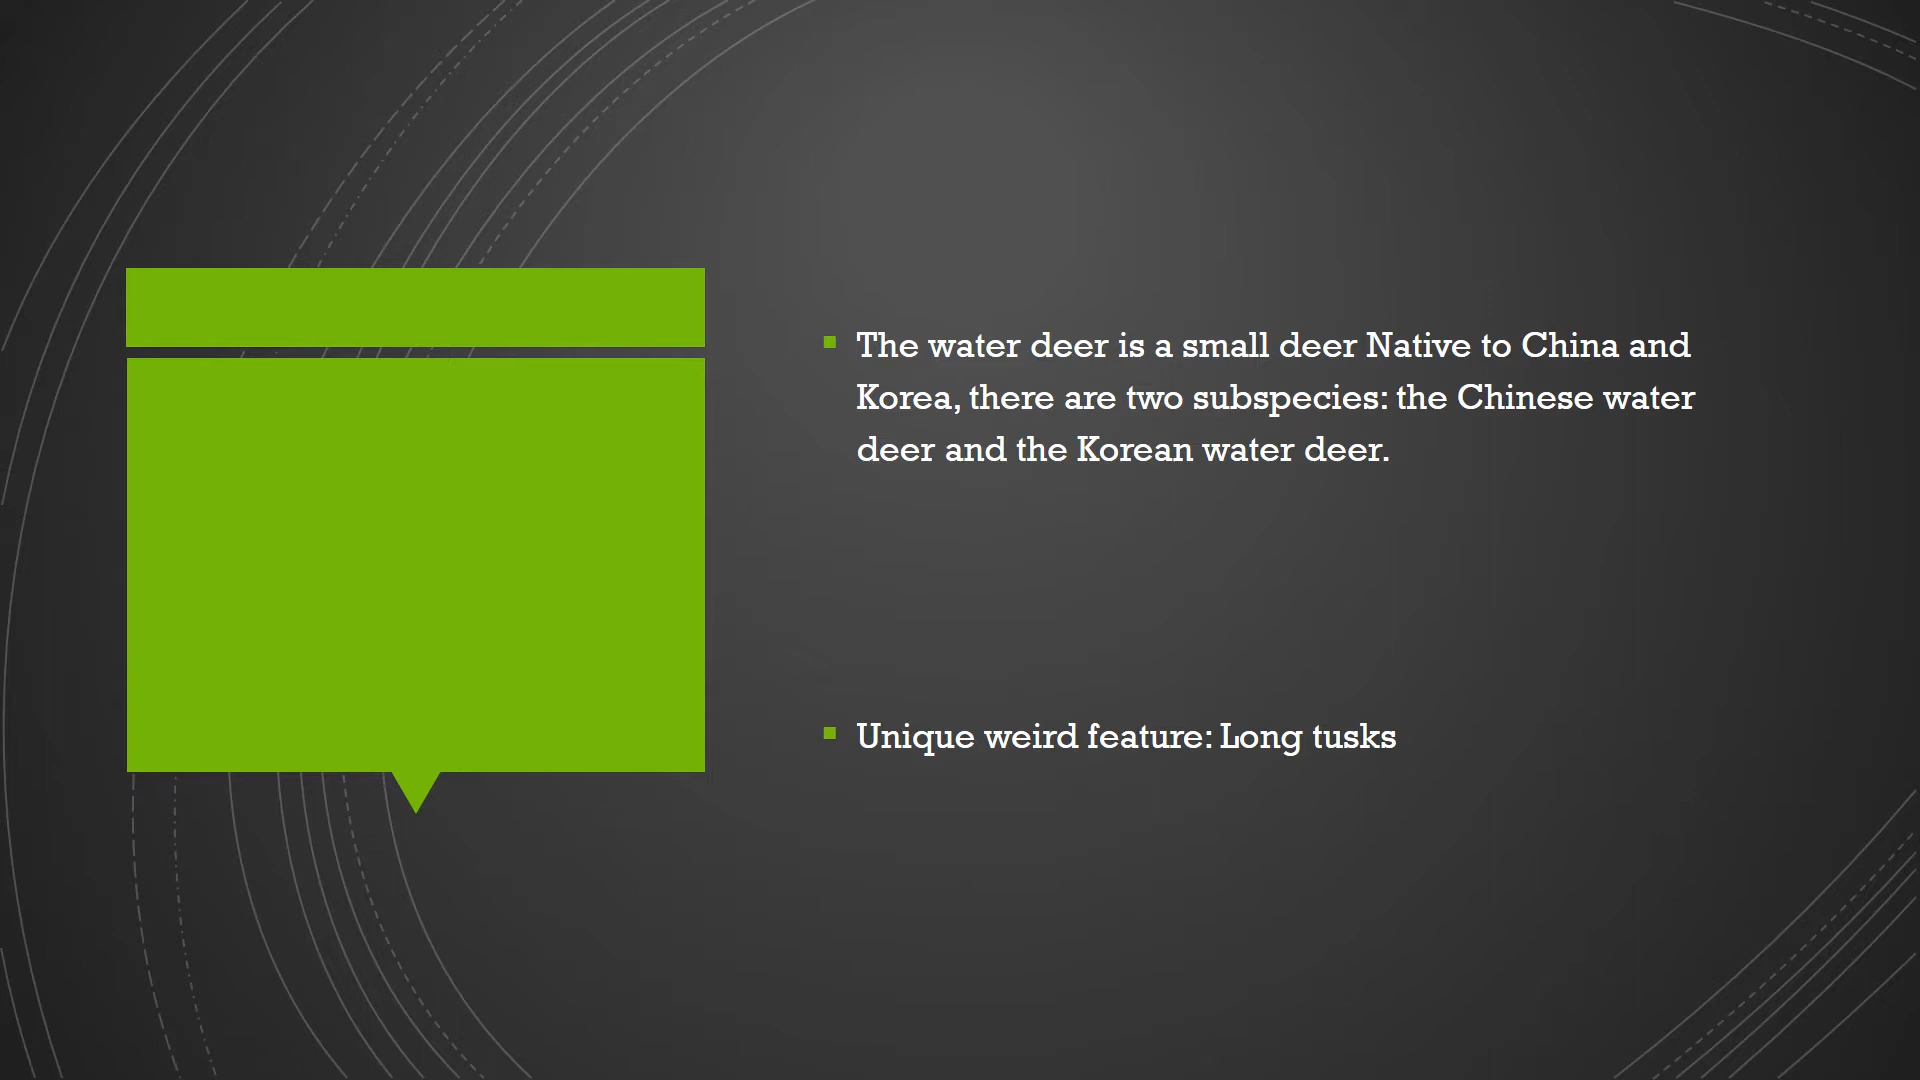 The water deer is a small deer Native to China and
Korea, there are two subspecies: the Chinese water
deer and the Korean water deer.
Unique weird feature: Long tusks